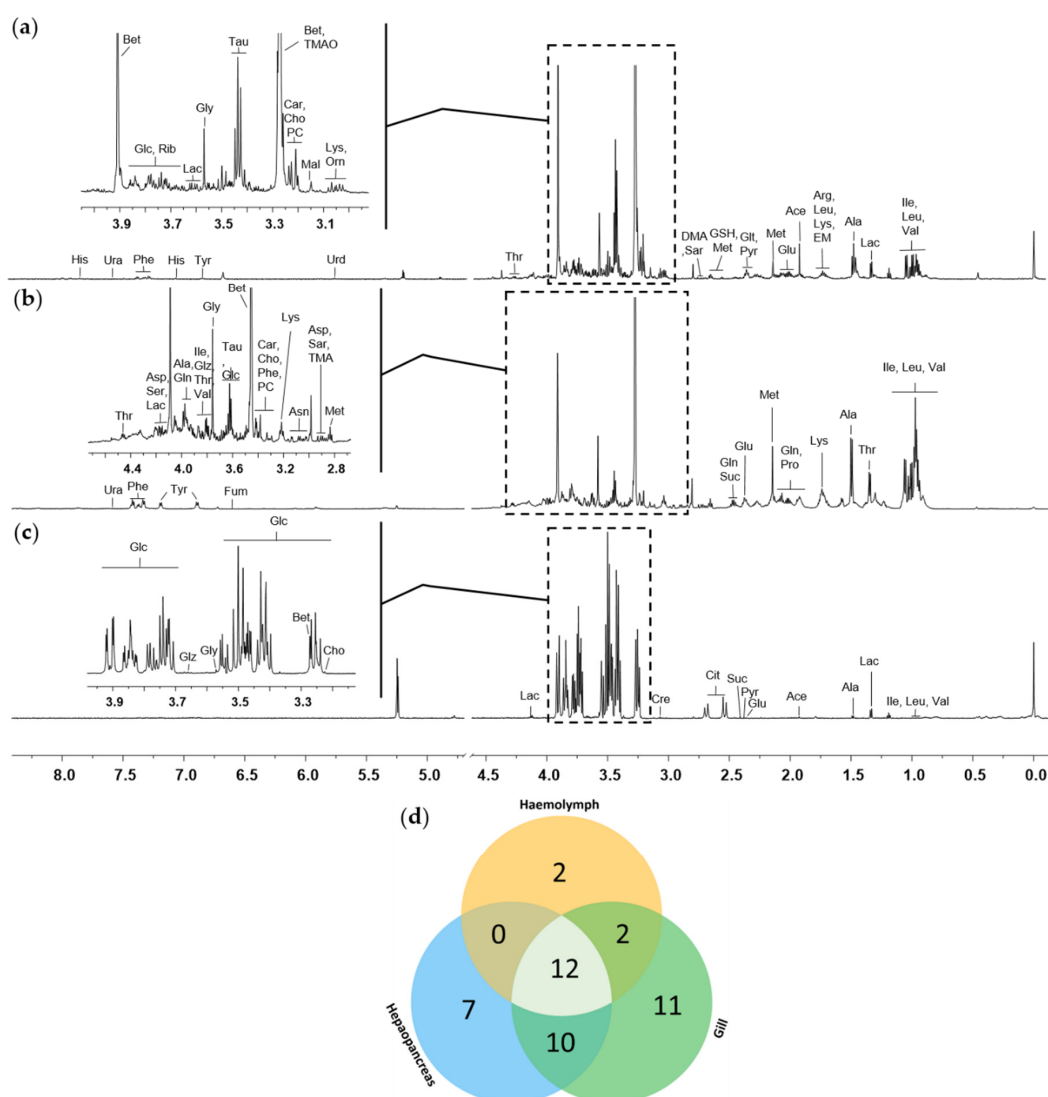 (a)
Bet
Tau
Bet,
TMAO
Gly
Car,
Cho
PC
Glc, Rib
Lac
Mal
Lys,
Orn
3.9 3.7 3.5 3.3 3.1
His Ura Phe His Tyr Urd
Thr
DMA
,Sar
GSH,
Met
Glt,
Pyr
Met
Glu
Ace
Arg,
Leu,
Lys,
EM
Ala
Lac
Ile,
Leu,
Val
(b)
Bet
Gly
Lys
Asp,
Sar,
TMA
Ala,
Gln
Ile,
Glz,
Thr,
Val
Tau
,
Glc
Car,
Cho,
Phe,
PC
Asp,
Ser,
Lac
Thr
Asn
Met
4.4 4.0 3.6 3.2 2.8
Ura Phe Tyr Fum
Gln
Suc
Glu
Met
Gln,
Pro
Lys
Ala
Thr
Ile, Leu, Val
(c)
Glc
Glc
Glz
Gly
Bet
Cho
3.9 3.7 3.5 3.3
Lac
Cre
Cit
Suc
Pyr
Glu
Ace
Ala
Lac
Ile, Leu, Val
8.0 7.5 7.0 6.5 6.0 5.5 5.0 4.5 4.0 3.5 3.0 2.5 2.0 1.5 1.0 0.5 0.0
(d)
Haemolymph
2
0
2
12
7
11
10
Hepaopancreas
Gill